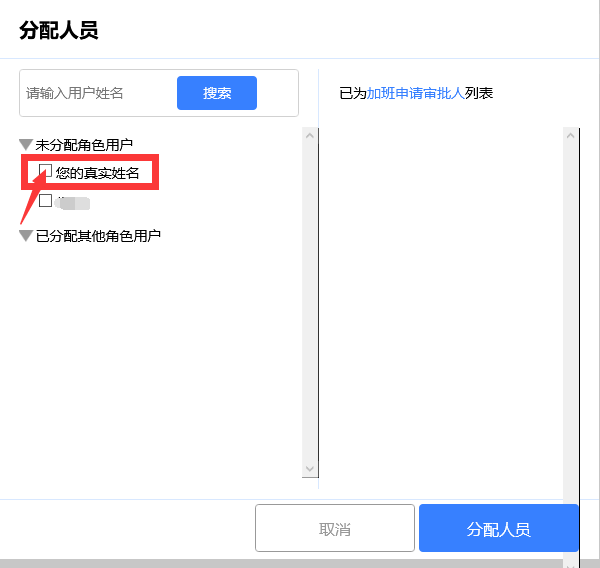 分配人员
请输入用户姓名
搜索
已为加班申请审批人列表
未分配角色用户
您的真实姓名
已分配其他角色用户
取消
分配人员